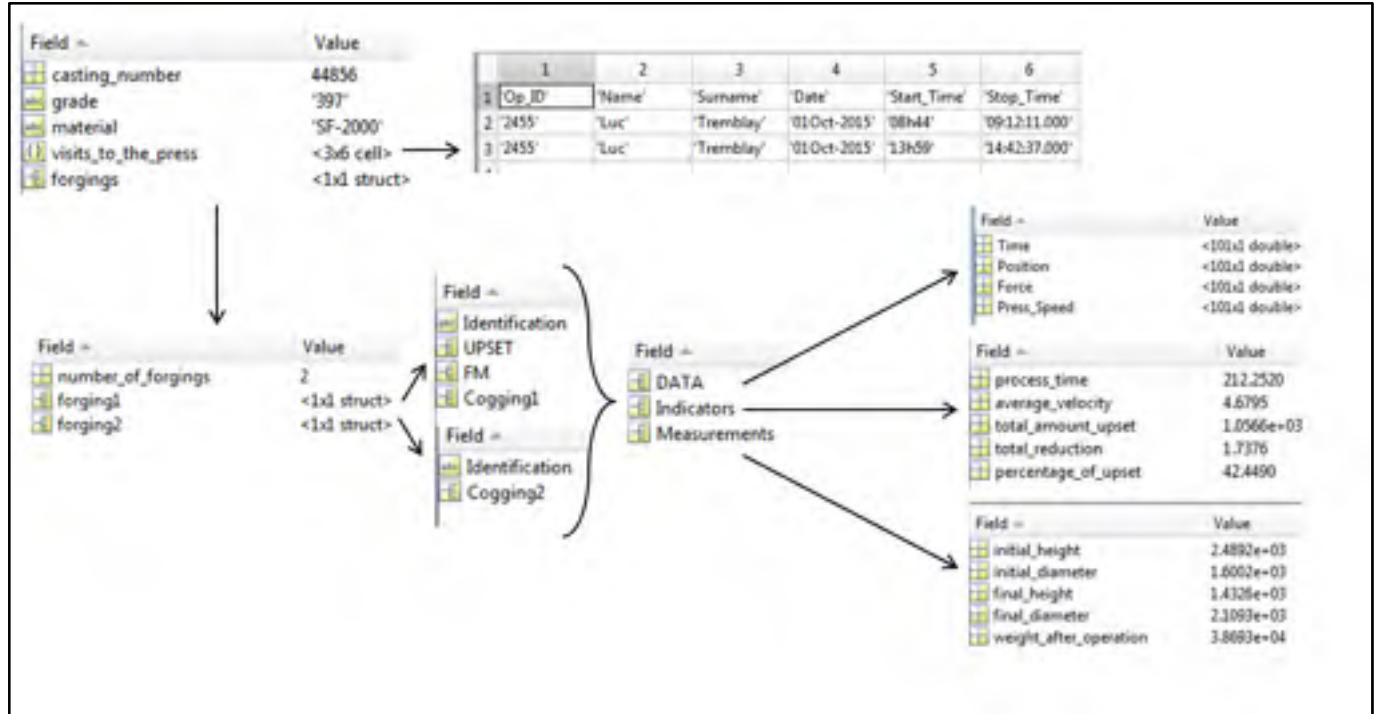 Field Value
casting_number 44856
grade '397'
material 'SF-2000'
visits_to_the_press <3x6 cell>
forgings <1x1 struct>
1 2 3 4 5 6
1 'Op_ID' 'Name' 'Surname' 'Date' 'Start_Time' 'Stop_Time'
2 '2455' 'Luc' 'Tremblay' '01Oct-2015' '08h44' '09:12:11.000'
3 '2455' 'Luc' 'Tremblay' '01Oct-2015' '13h59' '14:42:37.000'
Field Value
number_of_forgings 2
forging1 <1x1 struct>
forging2 <1x1 struct>
Field
abc Identification
UPSET
FM
Cogging1
Field
abc Identification
Cogging2
Field
DATA
Indicators
Measurements
Field Value
Time <101x1 double>
Position <101x1 double>
Force <101x1 double>
Press_Speed <101x1 double>
Field Value
process_time 212.2520
average_velocity 4.6795
total_amount_upset 1.0566e+03
total_reduction 1.7376
percentage_of_upset 42.4490
Field Value
initial_height 2.4892e+03
initial_diameter 1.6002e+03
final_height 1.4326e+03
final_diameter 2.1093e+03
weight_after_operation 3.8693e+04